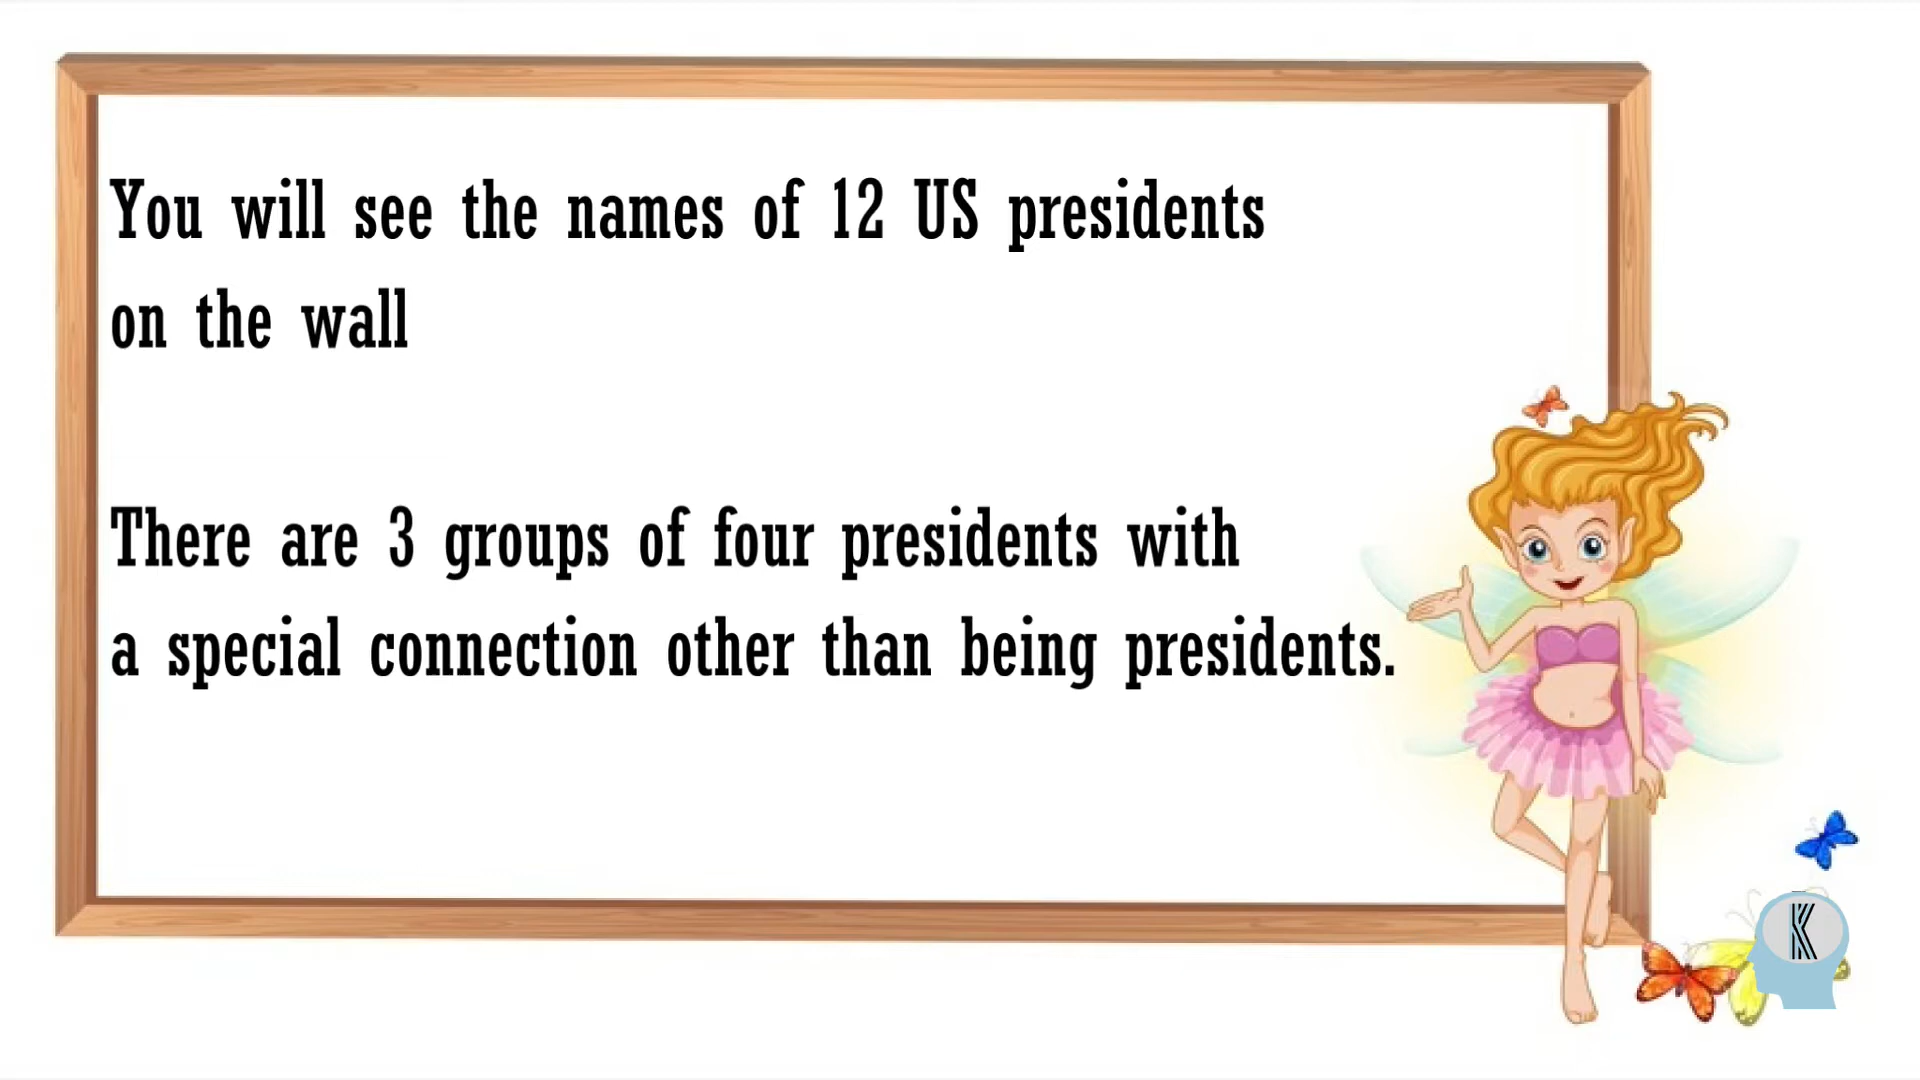 You will see the names of 12 US presidents
on the wall
There are 3 groups of four presidents with
a special connection other than being presidents.
K